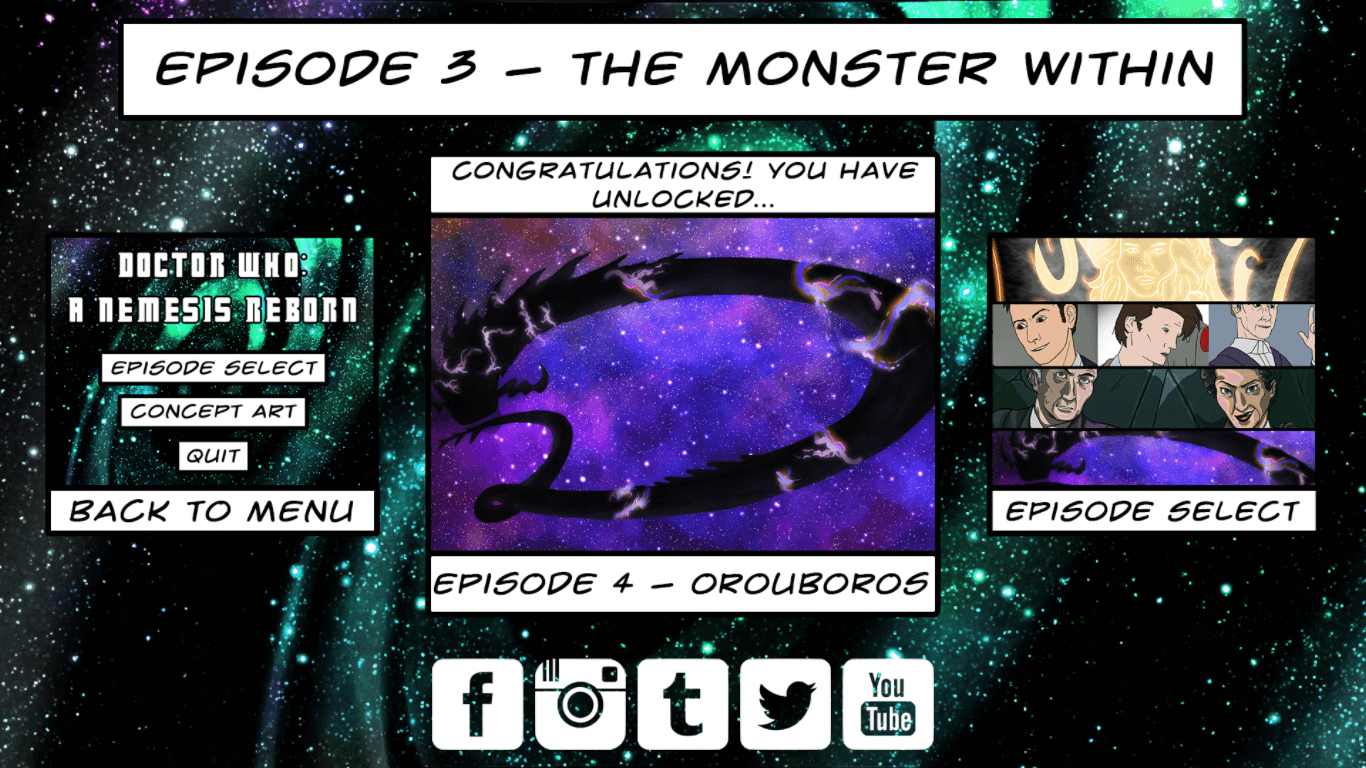 EPISODE 3 – THE MONSTER WITHIN
CONGRATULATIONS! YOU HAVE
UNLOCKED...
DOCTOR WHO:
A NEMESIS REBORN
EPISODE SELECT
CONCEPT ART
QUIT
BACK TO MENU
EPISODE 4 – OROUBOROS
EPISODE SELECT
f
t
You
Tube